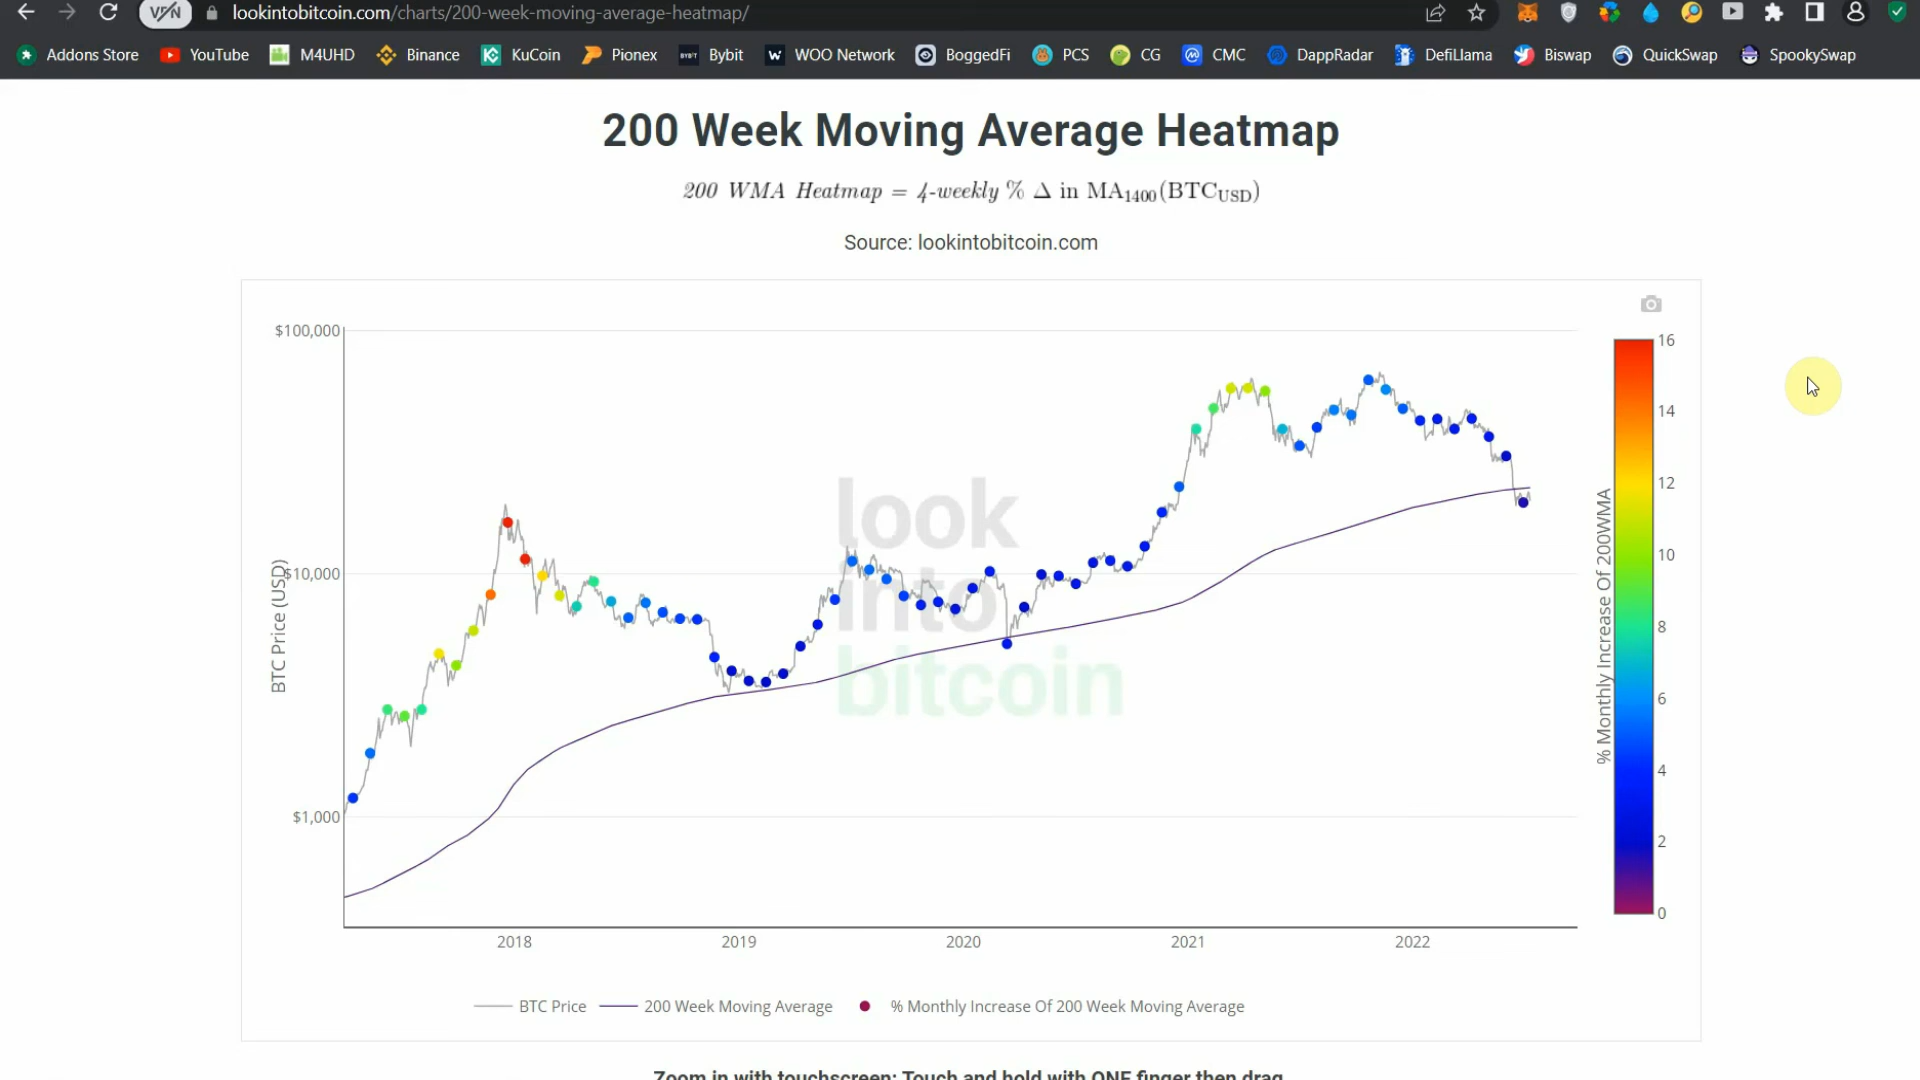 VPN lookintobitcoin.com/charts/200-week-moving-average-heatmap/
Addons Store YouTube M4UHD Binance KuCoin Pionex Bybit WOO Network BoggedFi PCS CG CMC DappRadar DefiLlama Biswap QuickSwap SpookySwap
200 Week Moving Average Heatmap
200 WMA Heatmap = 4-weekly % Δ in MA1400(BTCUSD)
Source: lookintobitcoin.com
$100,000
$10,000
$1,000
BTC Price (USD)
look
into
bitcoin
2018 2019 2020 2021 2022
16
14
12
10
8
6
4
2
0
% Monthly Increase Of 200WMA
BTC Price 200 Week Moving Average % Monthly Increase Of 200 Week Moving Average
Zoom in with touchscreen: Touch and hold with ONE finger then drag